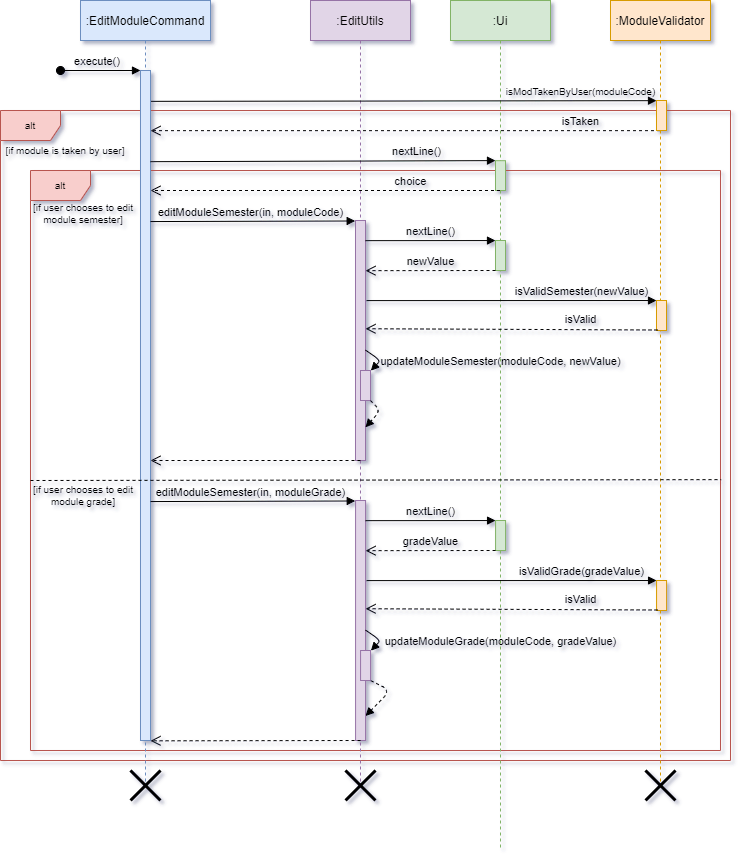 :EditModuleCommand
:EditUtils
:Ui
:ModuleValidator
execute()
isModTakenByUser(moduleCode)
alt
isTaken
[if module is taken by user]
nextLine()
alt
choice
[if user chooses to edit
module semester]
editModuleSemester(in, moduleCode)
nextLine()
newValue
isValidSemester(newValue)
isValid
updateModuleSemester(moduleCode, newValue)
[if user chooses to edit
module grade]
editModuleSemester(in, moduleGrade)
nextLine()
gradeValue
isValidGrade(gradeValue)
isValid
updateModuleGrade(moduleCode, gradeValue)